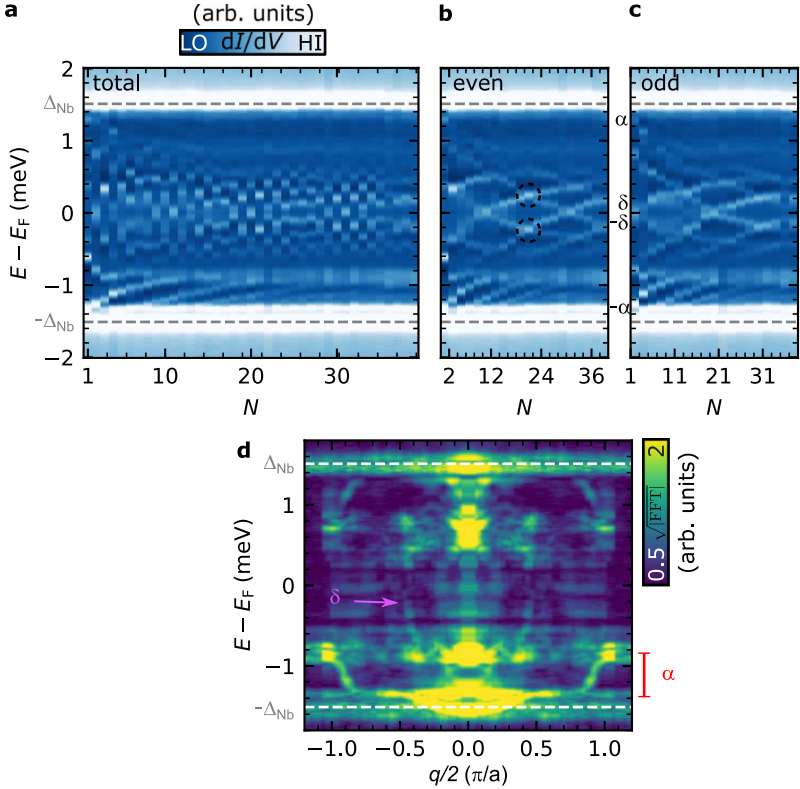 a
(arb. units)
LO dI/dV HI
b
c
total
even
odd
2
ΔNb
1
0
-1
-ΔNb
-2
E − EF (meV)
α
δ
-δ
-α
1 10 20 30
N
2 12 24 36
N
1 11 21 31
N
d
ΔNb
1
0
-1
-ΔNb
E − EF (meV)
δ
α
−1.0 −0.5 0.0 0.5 1.0
q/2 (π/a)
0.5 √|FFT| 2
(arb. units)